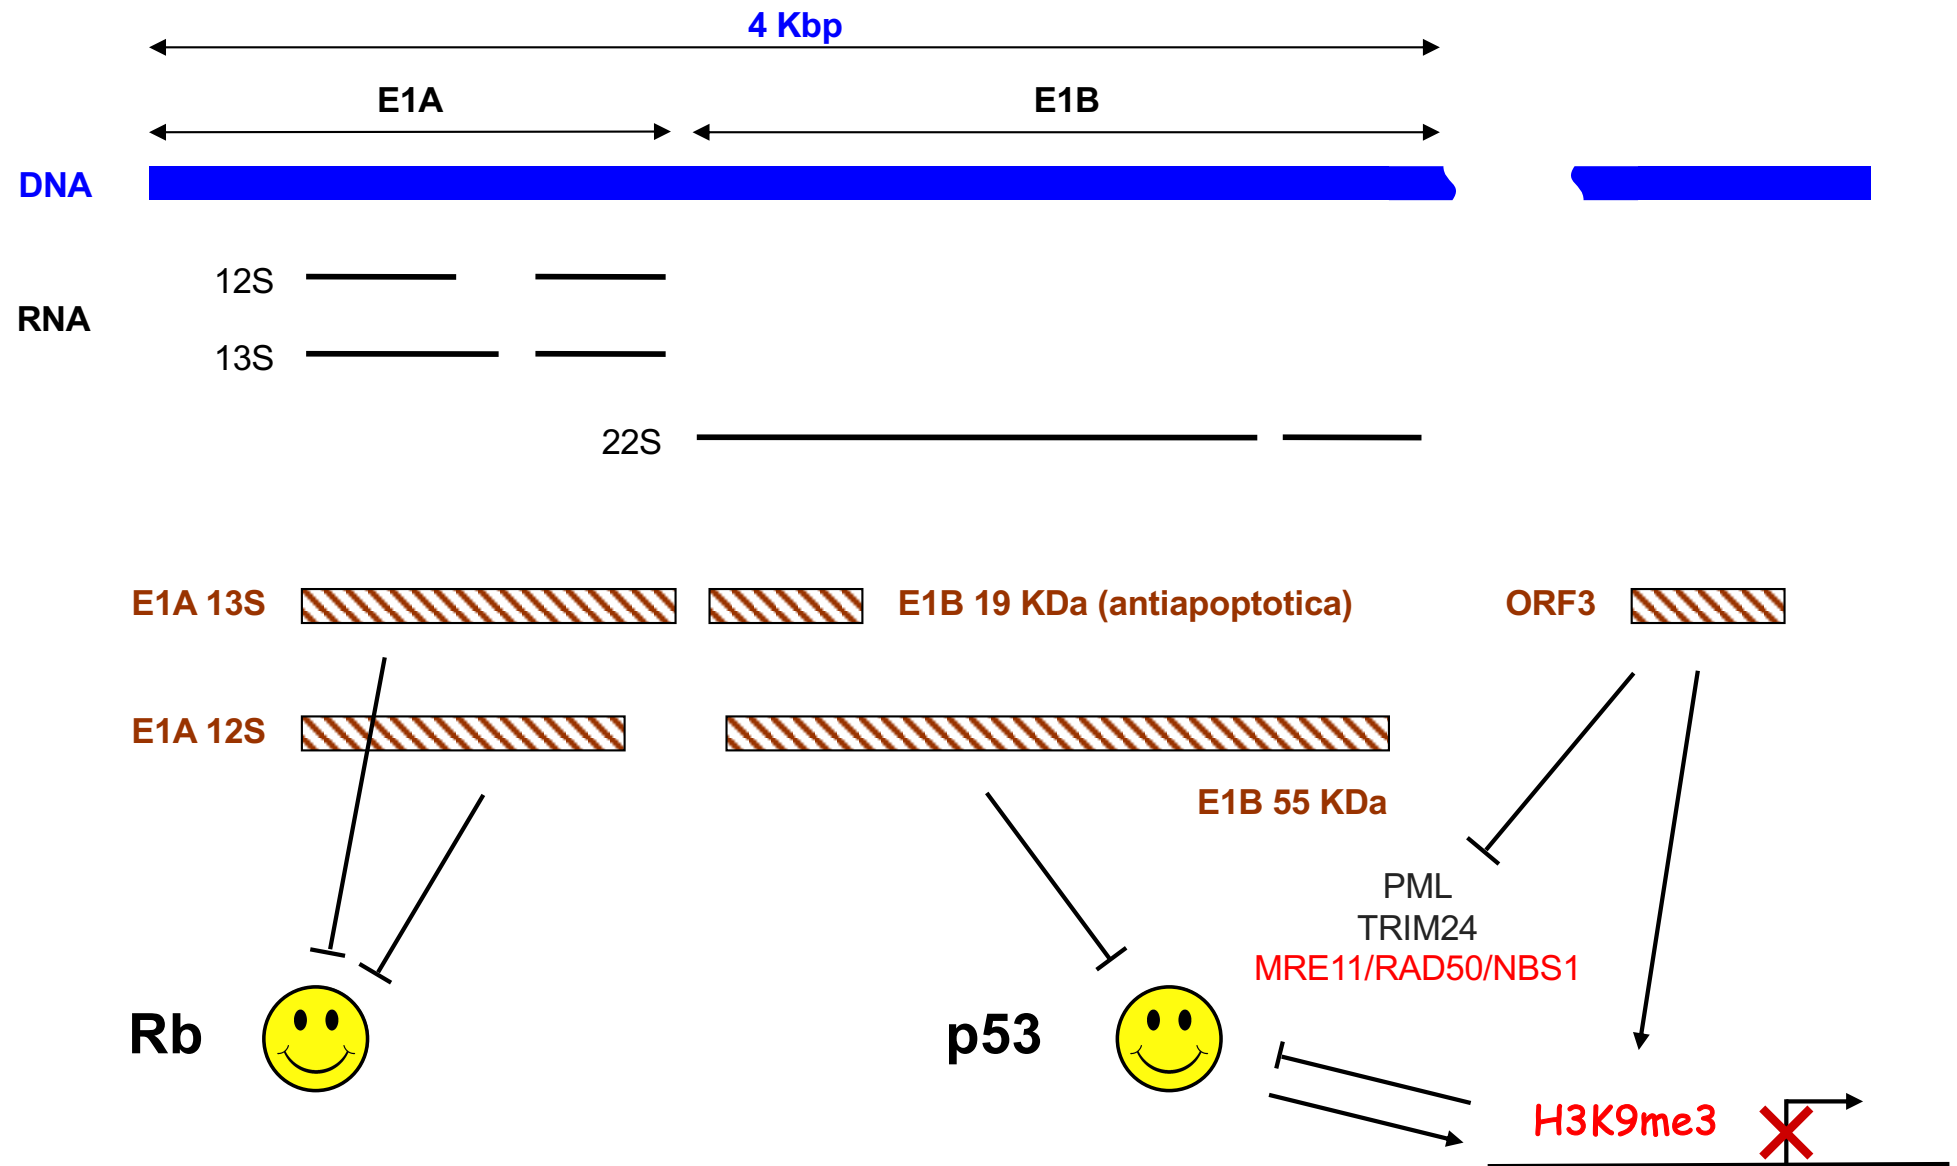 4 Kbp
E1A
E1B
DNA
12S
RNA
13S
22S
E1A 13S
E1B 19 KDa (antiapoptotica)
ORF3
E1A 12S
E1B 55 KDa
PML
TRIM24
MRE11/RAD50/NBS1
Rb
p53
H3K9me3